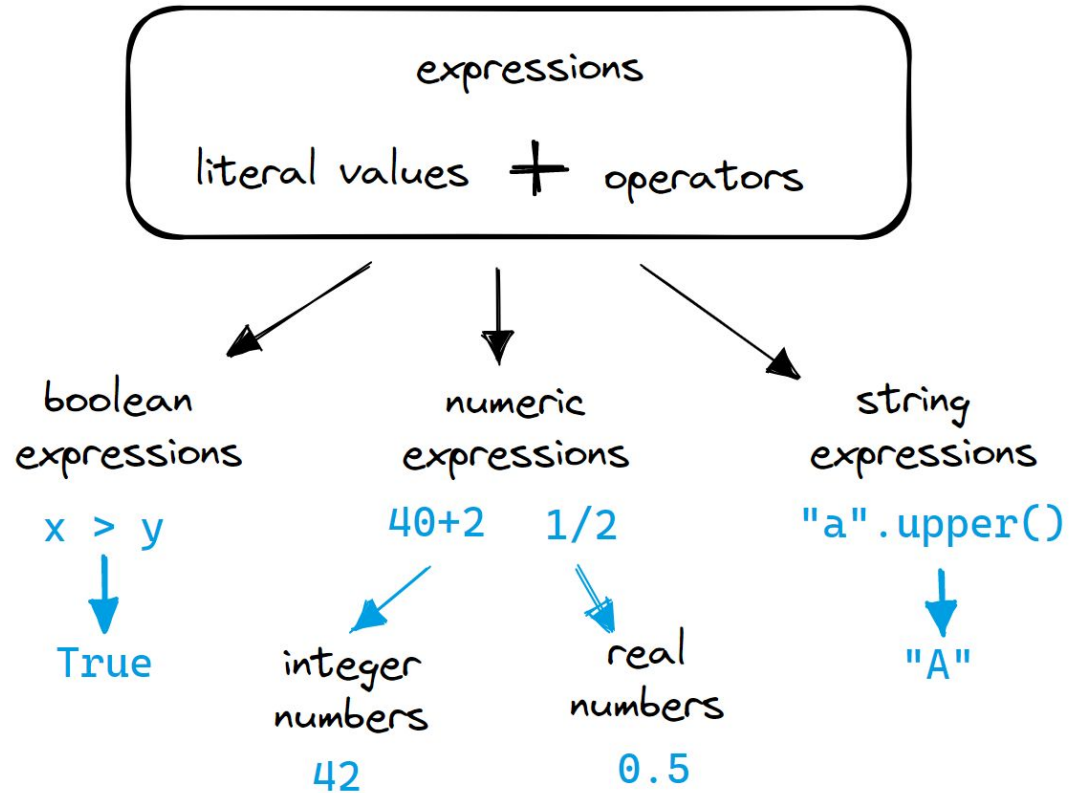 expressions
literal values + operators
boolean expressions
x > y
True
numeric expressions
40+2 1/2
integer numbers
42
real numbers
0.5
string expressions
"a".upper()
"A"